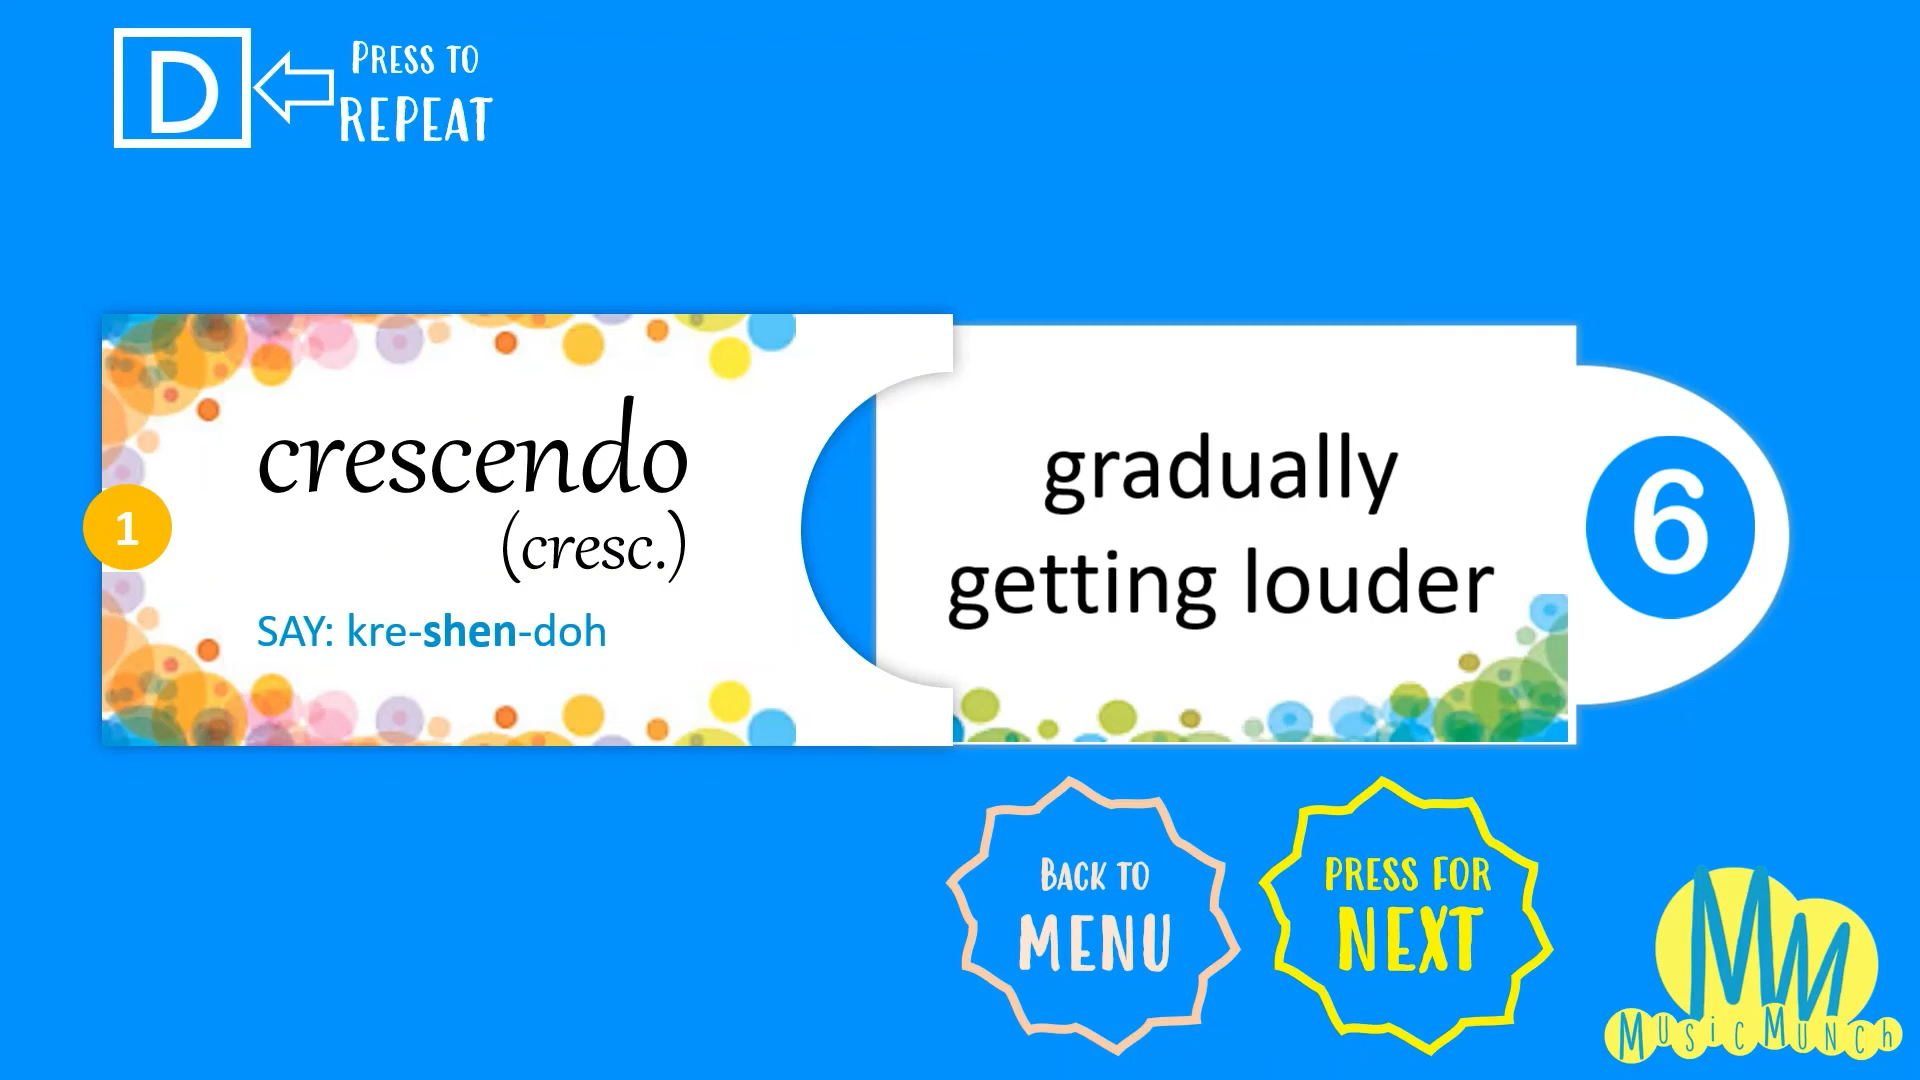 D
PRESS TO
REPEAT
crescendo
(cresc.)
SAY: kre-shen-doh
1
gradually
getting louder
6
BACK TO
MENU
PRESS FOR
NEXT
MM
MUSiC MUNCh